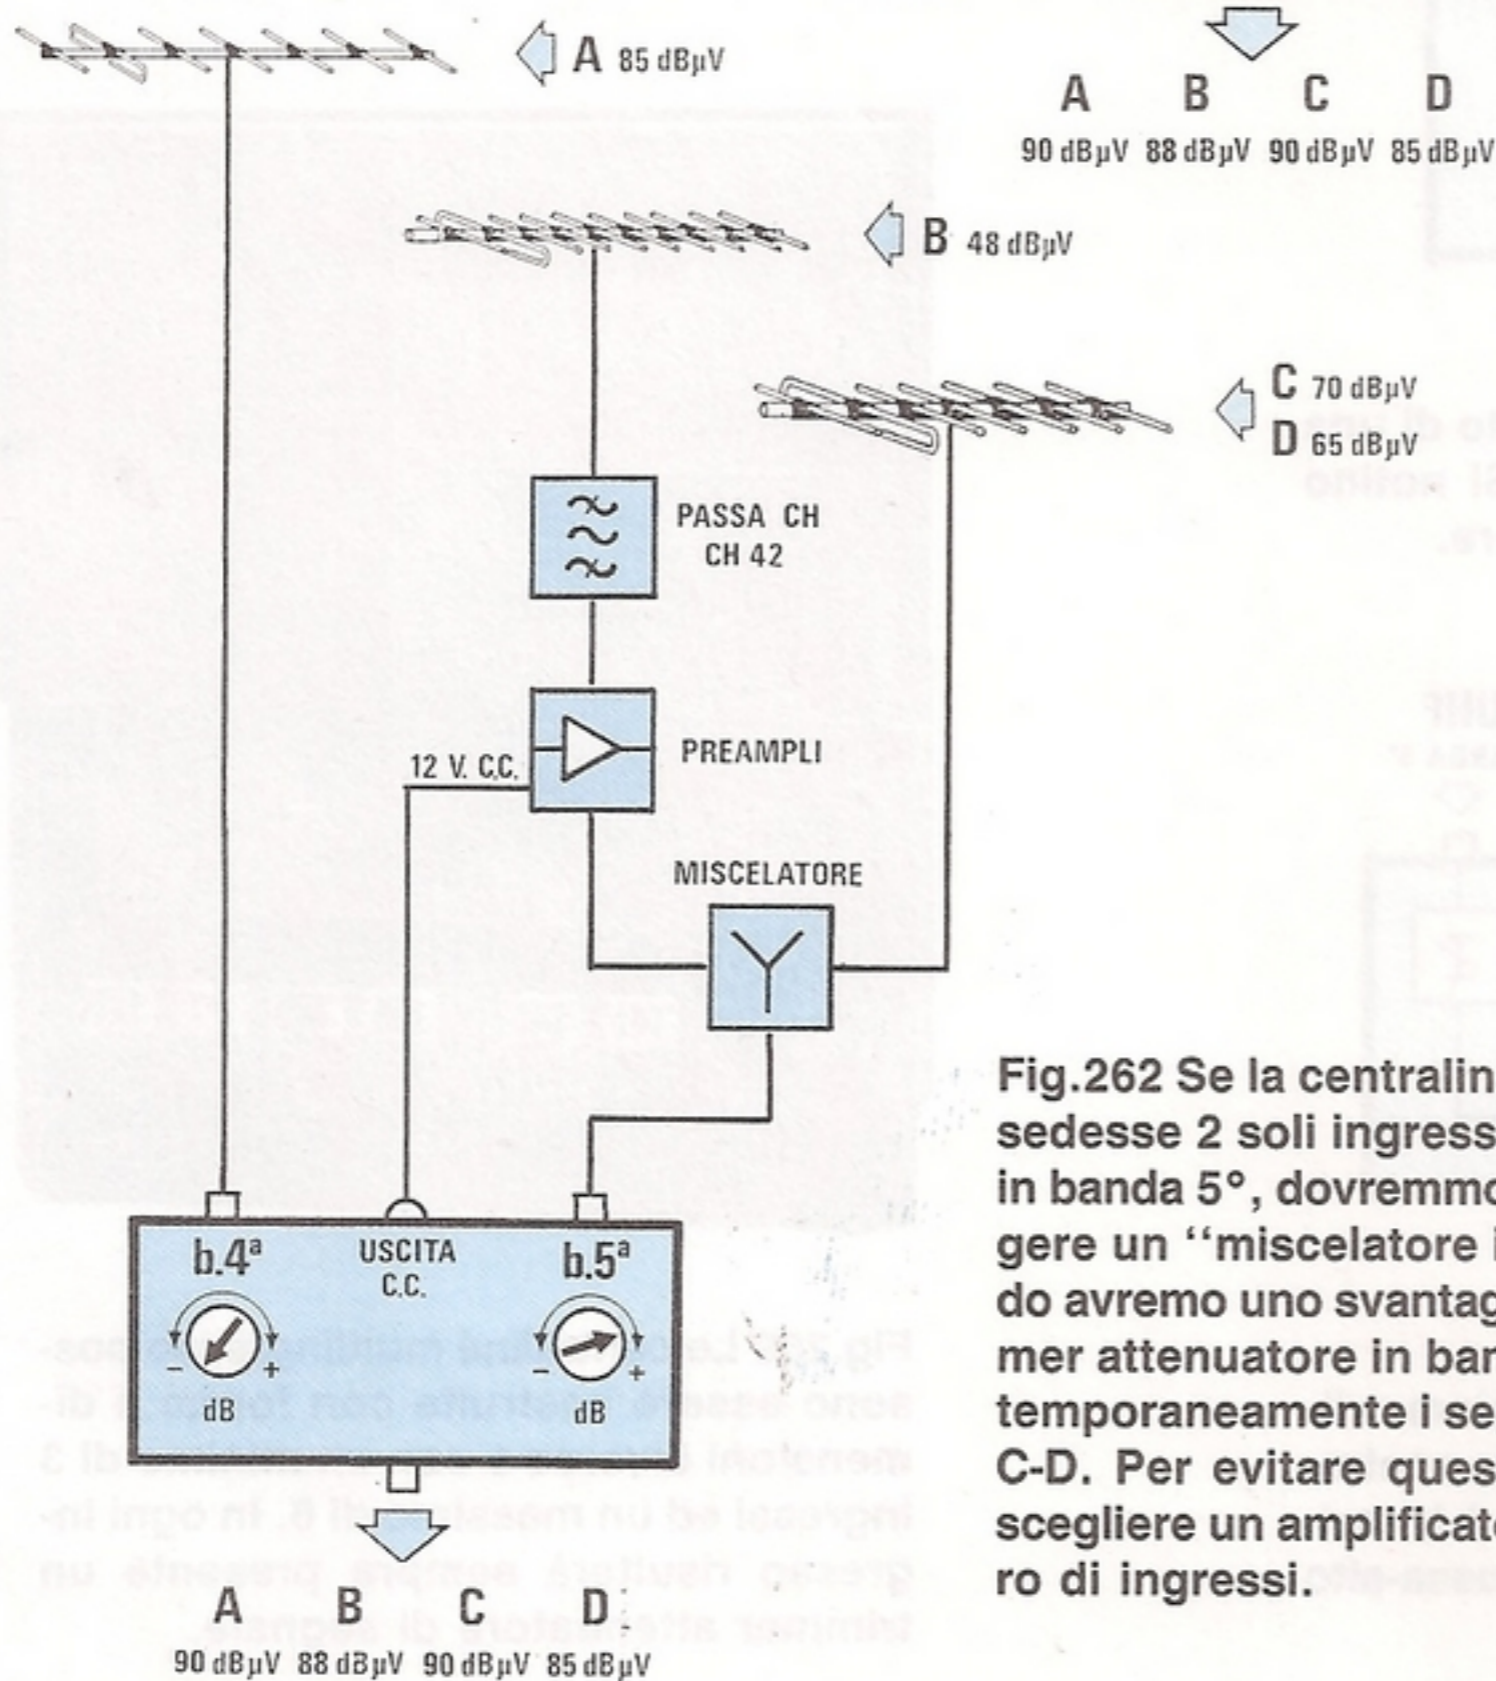 A 85 dBµV
A B C D
90 dBµV 88 dBµV 90 dBµV 85 dBµV
B 48 dBµV
C 70 dBµV
D 65 dBµV
PASSA CH
CH 42
12 V. C.C.
PREAMPLI
MISCELATORE
b.4ª
USCITA
C.C.
b.5ª
- +
dB
- +
dB
A B C D
90 dBµV 88 dBµV 90 dBµV 85 dBµV
Fig.262 Se la centralin
sedesse 2 soli ingress
in banda 5°, dovremmo
gere un ‘‘miscelatore i
do avremo uno svantag
mer attenuatore in ban
temporaneamente i se
C-D. Per evitare ques
scegliere un amplificato
ro di ingressi.